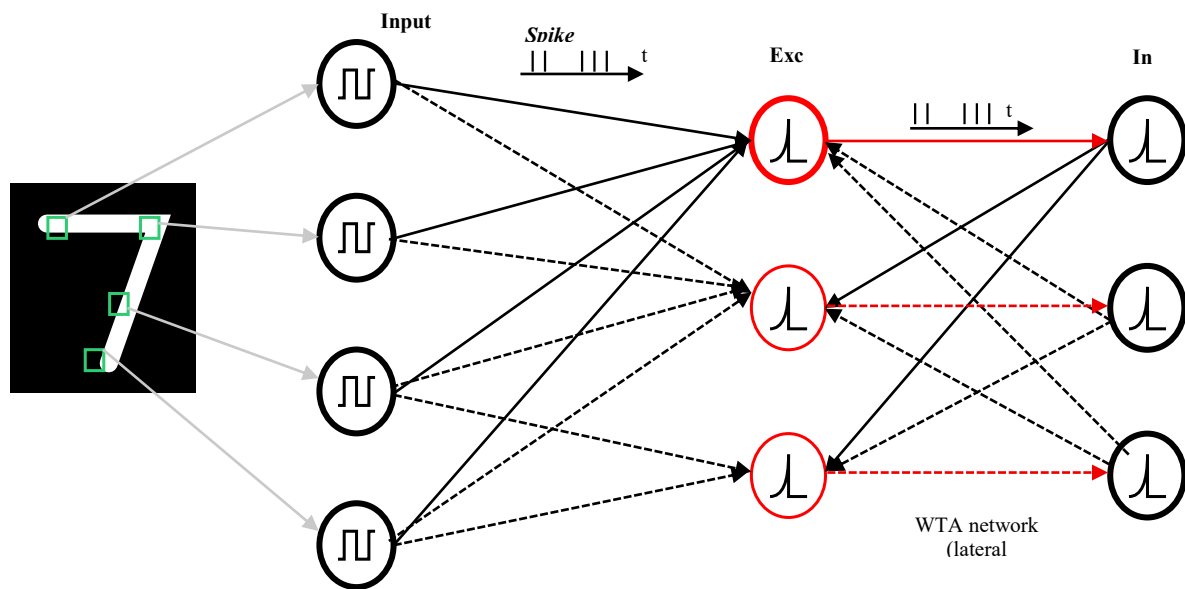 Input
Spike
t
Exc
t
In
WTA network
(lateral